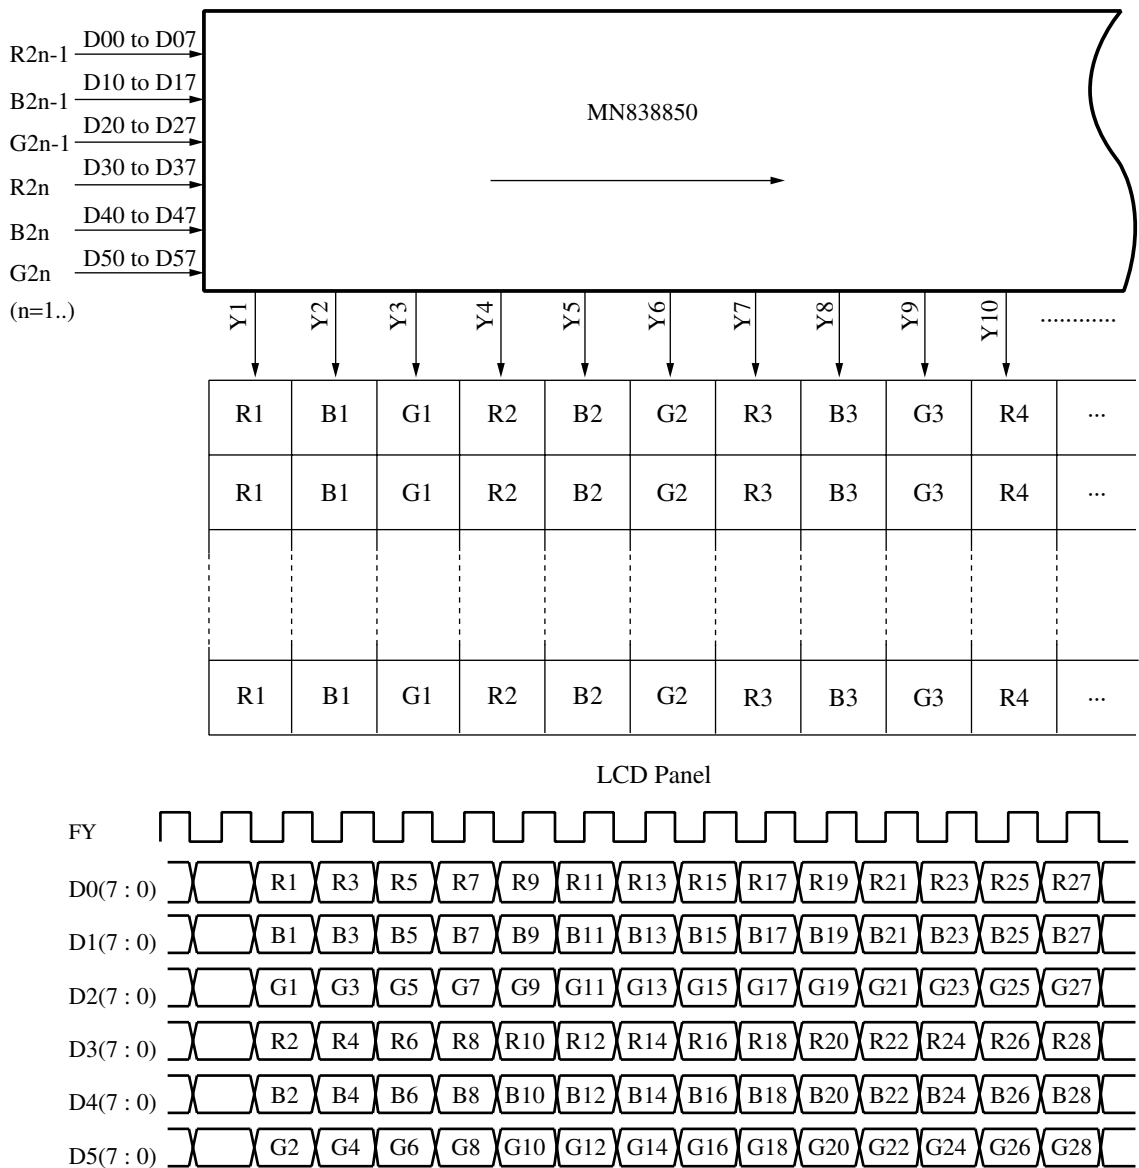 R2n-1 D00 to D07
B2n-1 D10 to D17
G2n-1 D20 to D27
R2n D30 to D37
B2n D40 to D47
G2n D50 to D57
(n=1..)
MN838850
Y1 Y2 Y3 Y4 Y5 Y6 Y7 Y8 Y9 Y10 ............
R1 B1 G1 R2 B2 G2 R3 B3 G3 R4 ...
R1 B1 G1 R2 B2 G2 R3 B3 G3 R4 ...
R1 B1 G1 R2 B2 G2 R3 B3 G3 R4 ...
LCD Panel
FY
D0(7 : 0) R1 R3 R5 R7 R9 R11 R13 R15 R17 R19 R21 R23 R25 R27
D1(7 : 0) B1 B3 B5 B7 B9 B11 B13 B15 B17 B19 B21 B23 B25 B27
D2(7 : 0) G1 G3 G5 G7 G9 G11 G13 G15 G17 G19 G21 G23 G25 G27
D3(7 : 0) R2 R4 R6 R8 R10 R12 R14 R16 R18 R20 R22 R24 R26 R28
D4(7 : 0) B2 B4 B6 B8 B10 B12 B14 B16 B18 B20 B22 B24 B26 B28
D5(7 : 0) G2 G4 G6 G8 G10 G12 G14 G16 G18 G20 G22 G24 G26 G28